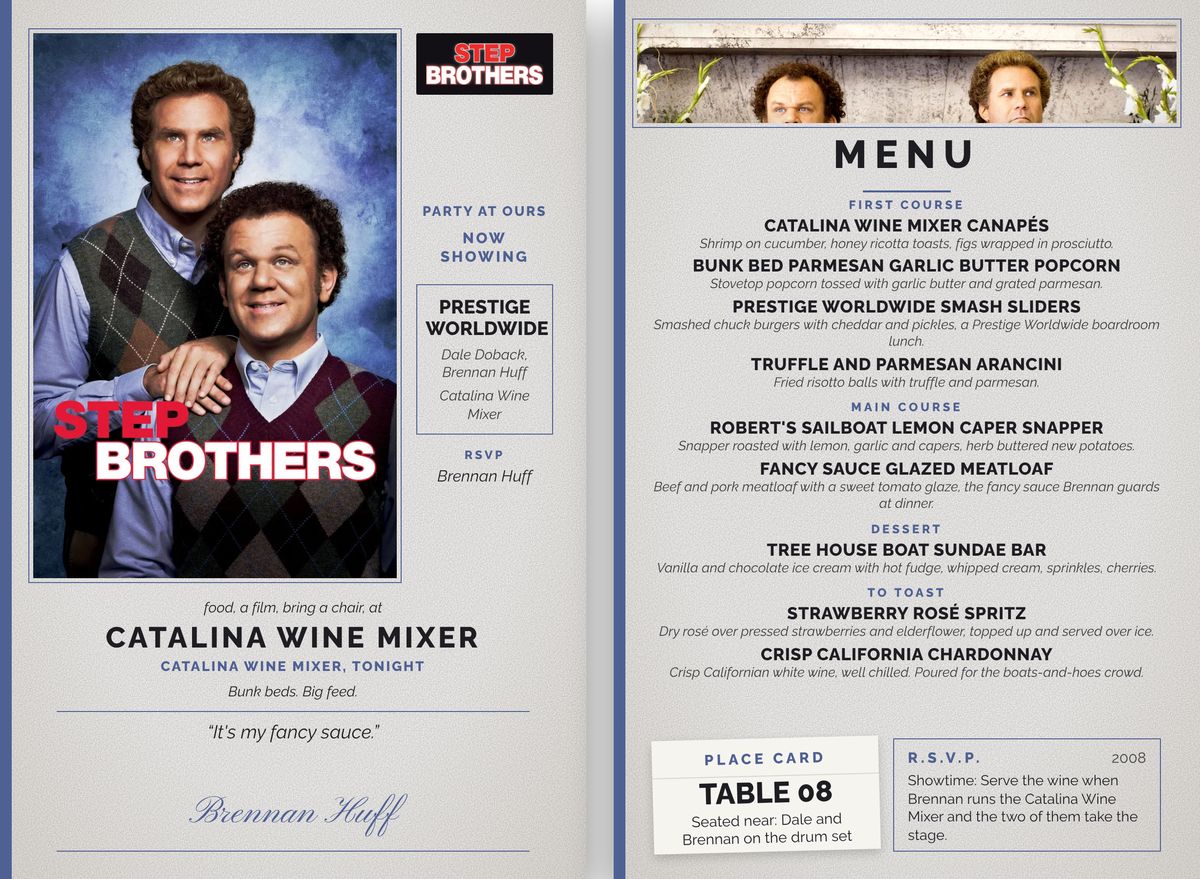 STEP
BROTHERS
PARTY AT OURS
NOW
SHOWING
PRESTIGE
WORLDWIDE
Dale Doback,
Brennan Huff
Catalina Wine
Mixer
RSVP
Brennan Huff
STEP
BROTHERS
food, a film, bring a chair, at
CATALINA WINE MIXER
CATALINA WINE MIXER, TONIGHT
Bunk beds. Big feed.
“It's my fancy sauce.”
Brennan Huff
MENU
FIRST COURSE
CATALINA WINE MIXER CANAPÉS
Shrimp on cucumber, honey ricotta toasts, figs wrapped in prosciutto.
BUNK BED PARMESAN GARLIC BUTTER POPCORN
Stovetop popcorn tossed with garlic butter and grated parmesan.
PRESTIGE WORLDWIDE SMASH SLIDERS
Smashed chuck burgers with cheddar and pickles, a Prestige Worldwide boardroom
lunch.
TRUFFLE AND PARMESAN ARANCINI
Fried risotto balls with truffle and parmesan.
MAIN COURSE
ROBERT'S SAILBOAT LEMON CAPER SNAPPER
Snapper roasted with lemon, garlic and capers, herb buttered new potatoes.
FANCY SAUCE GLAZED MEATLOAF
Beef and pork meatloaf with a sweet tomato glaze, the fancy sauce Brennan guards
at dinner.
DESSERT
TREE HOUSE BOAT SUNDAE BAR
Vanilla and chocolate ice cream with hot fudge, whipped cream, sprinkles, cherries.
TO TOAST
STRAWBERRY ROSÉ SPRITZ
Dry rosé over pressed strawberries and elderflower, topped up and served over ice.
CRISP CALIFORNIA CHARDONNAY
Crisp Californian white wine, well chilled. Poured for the boats-and-hoes crowd.
PLACE CARD
TABLE 08
Seated near: Dale and
Brennan on the drum set
R.S.V.P. 2008
Showtime: Serve the wine when
Brennan runs the Catalina Wine
Mixer and the two of them take the
stage.